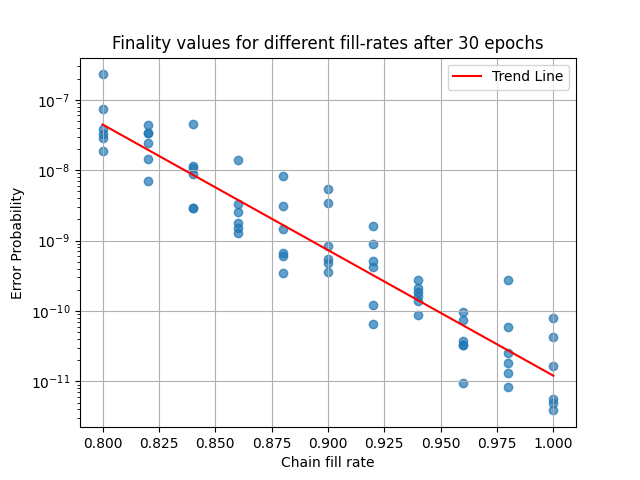 Finality values for different fill-rates after 30 epochs
Trend Line
10⁻⁷
10⁻⁸
10⁻⁹
10⁻¹⁰
10⁻¹¹
Error Probability
0.800 0.825 0.850 0.875 0.900 0.925 0.950 0.975 1.000
Chain fill rate